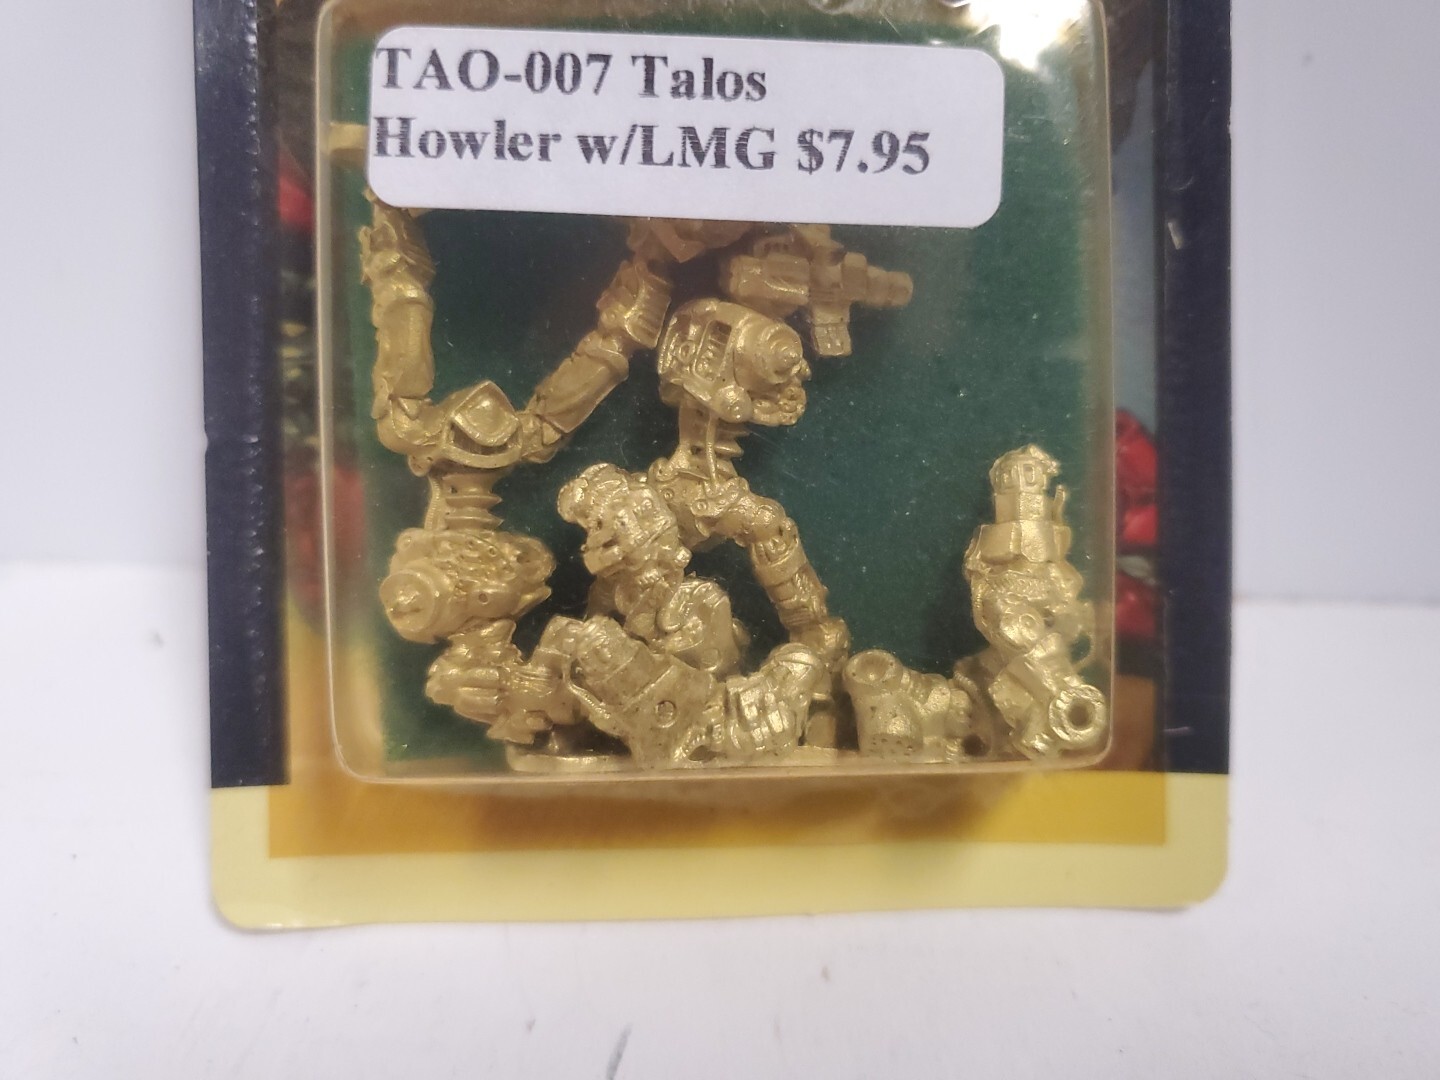 TAO-007 Talos
Howler w/LMG $7.95